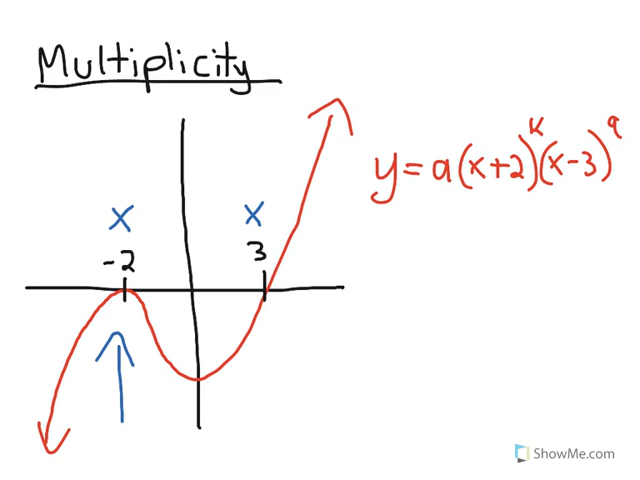 Multiplicity
y = a(x+2)^k(x-3)^q
x x
-2 3
ShowMe.com